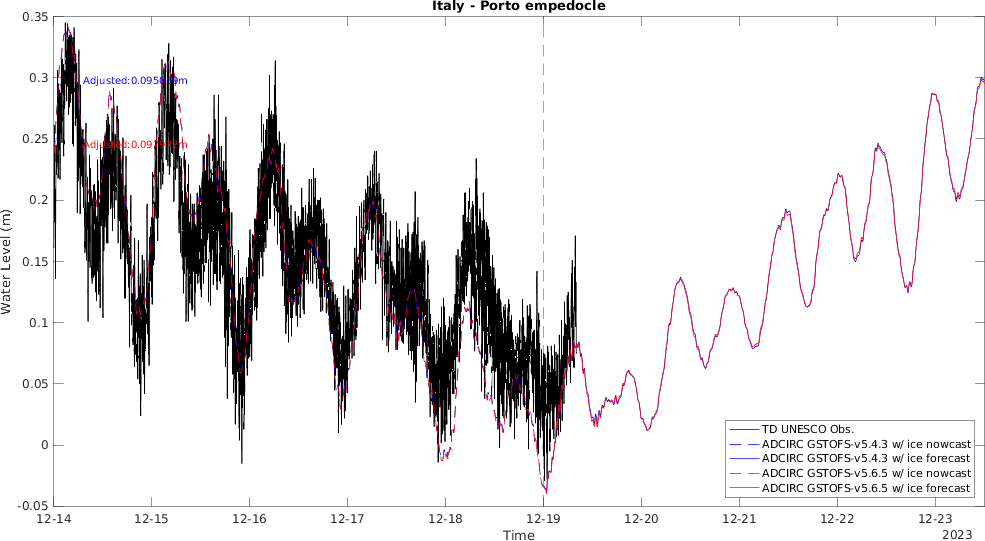 Italy - Porto empedocle
0.35
0.3
0.25
0.2
0.15
0.1
0.05
0
-0.05
Water Level (m)
12-14
12-15
12-16
12-17
12-18
12-19
12-20
12-21
12-22
12-23
Time
2023
TD UNESCO Obs.
ADCIRC GSTOFS-v5.4.3 w/ ice nowcast
ADCIRC GSTOFS-v5.4.3 w/ ice forecast
ADCIRC GSTOFS-v5.6.5 w/ ice nowcast
ADCIRC GSTOFS-v5.6.5 w/ ice forecast